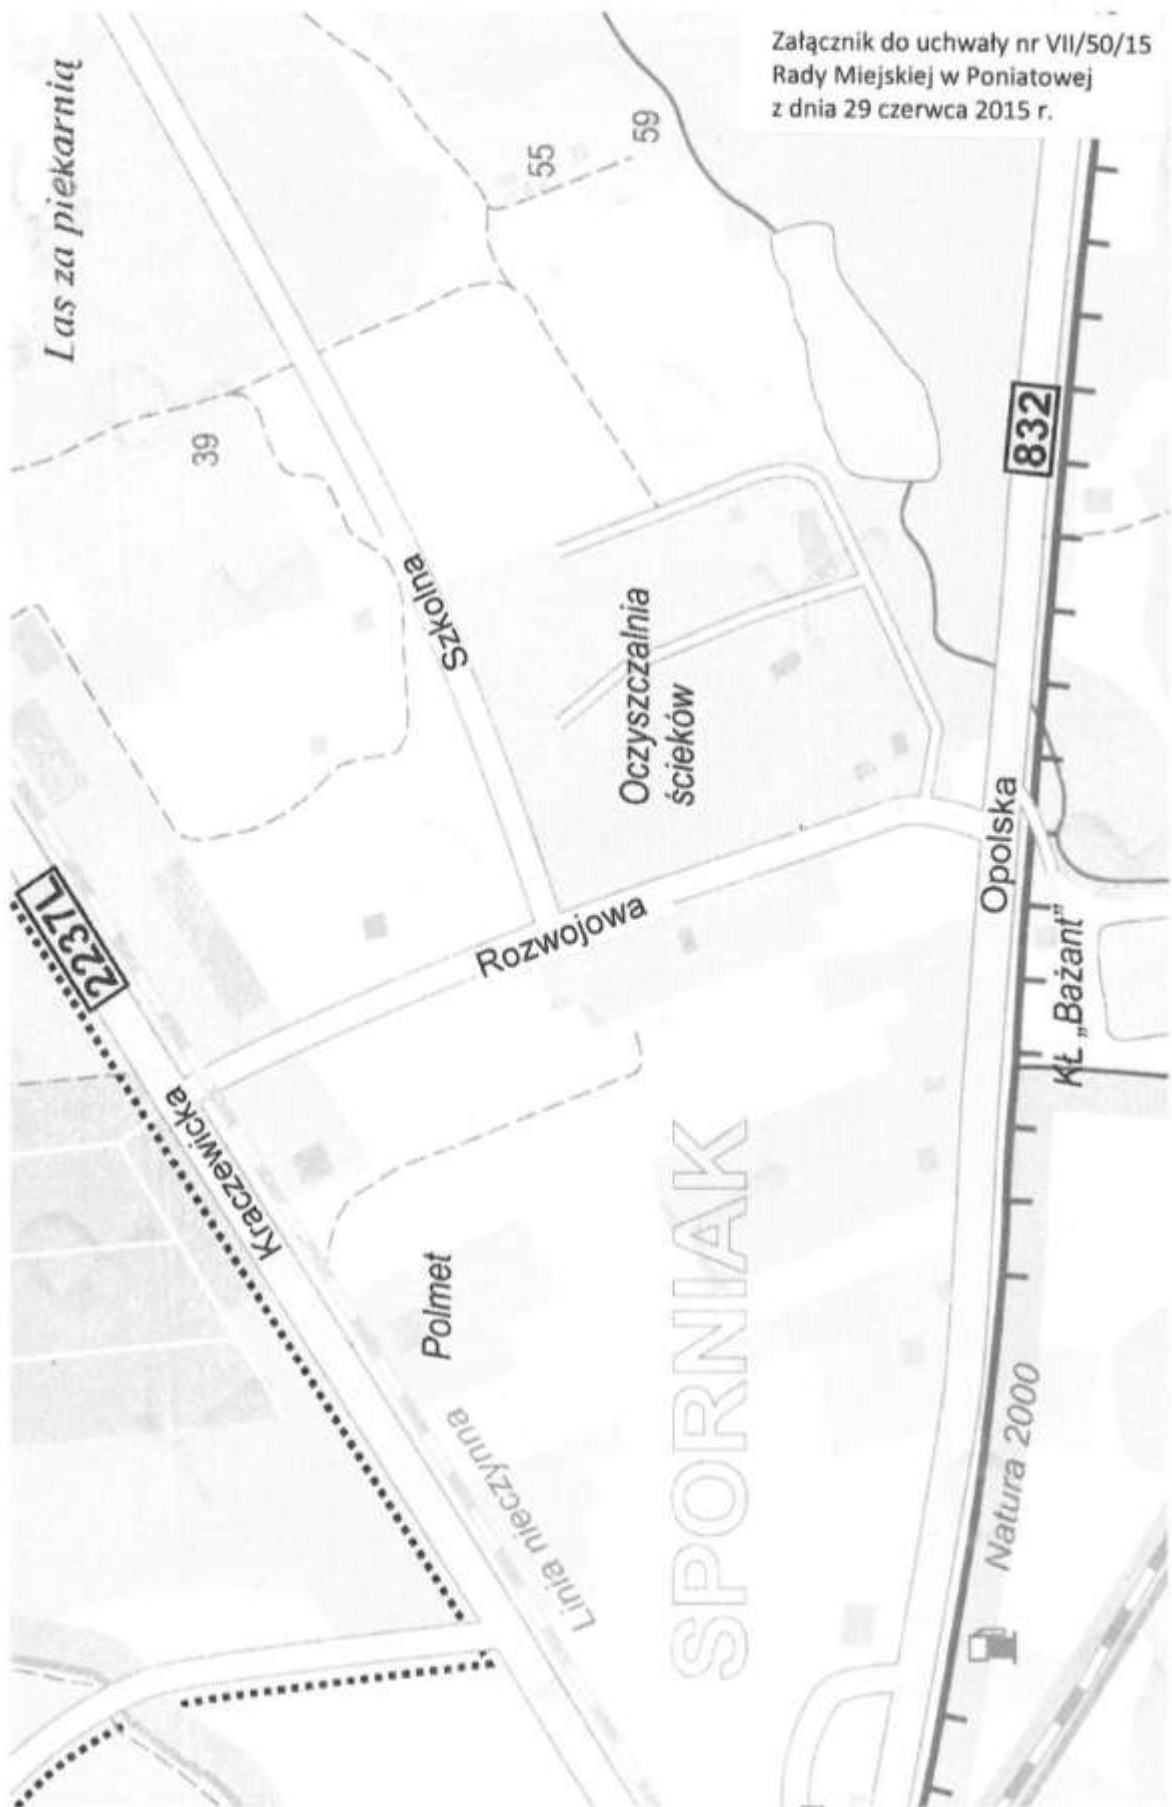 Załącznik do uchwały nr VII/50/15
Rady Miejskiej w Poniatowej
z dnia 29 czerwca 2015 r.
Las za piekarnią
59
55
39
832
Szkolna
Oczyszczalnia
ścieków
2237L
Rozwojowa
Opolska
KŁ „Bażant”
Kraczewicka
Polmet
SPORNIAK
Linia nieczynna
Natura 2000